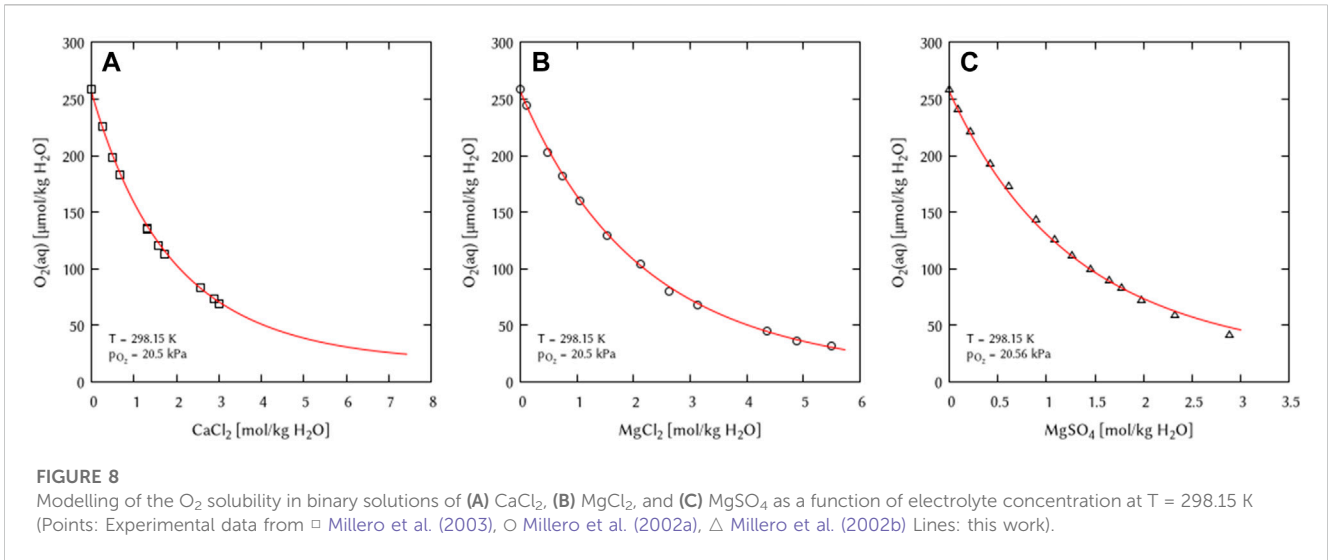 A
300
250
200
150
100
50
0
O₂(aq) [μmol/kg H₂O]
T = 298.15 K
pO₂ = 20.5 kPa
0 1 2 3 4 5 6 7 8
CaCl₂ [mol/kg H₂O]
B
300
250
200
150
100
50
0
O₂(aq) [μmol/kg H₂O]
T = 298.15 K
pO₂ = 20.5 kPa
0 1 2 3 4 5 6
MgCl₂ [mol/kg H₂O]
C
300
250
200
150
100
50
0
O₂(aq) [μmol/kg H₂O]
T = 298.15 K
pO₂ = 20.56 kPa
0 0.5 1 1.5 2 2.5 3 3.5
MgSO₄ [mol/kg H₂O]
FIGURE 8
Modelling of the O₂ solubility in binary solutions of (A) CaCl₂, (B) MgCl₂, and (C) MgSO₄ as a function of electrolyte concentration at T = 298.15 K
(Points: Experimental data from □ Millero et al. (2003), ○ Millero et al. (2002a), △ Millero et al. (2002b) Lines: this work).